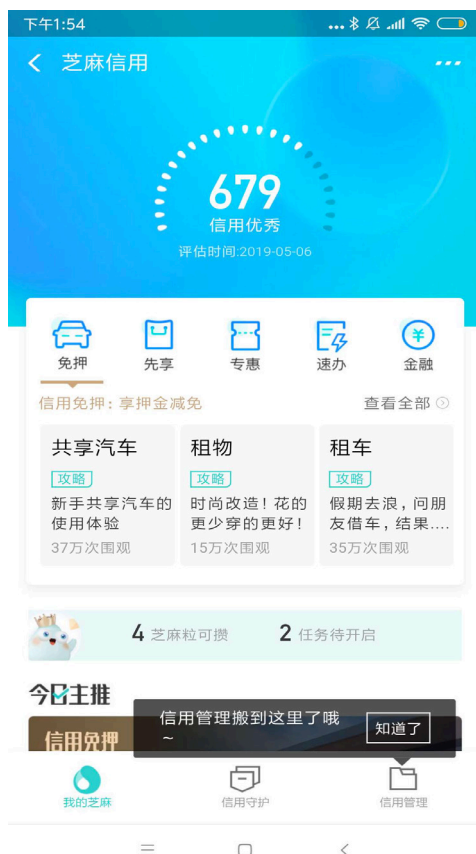 下午1:54
芝麻信用
679
信用优秀
评估时间:2019-05-06
免押 先享 专惠 速办 金融
信用免押：享押金减免 查看全部
共享汽车
攻略
新手共享汽车的
使用体验
37万次围观
租物
攻略
时尚改造！花的
更少穿的更好！
15万次围观
租车
攻略
假期去浪，问朋
友借车，结果....
35万次围观
4 芝麻粒可攒 2 任务待开启
今日主推
信用免押
信用管理搬到这里了哦
~
知道了
我的芝麻 信用守护 信用管理